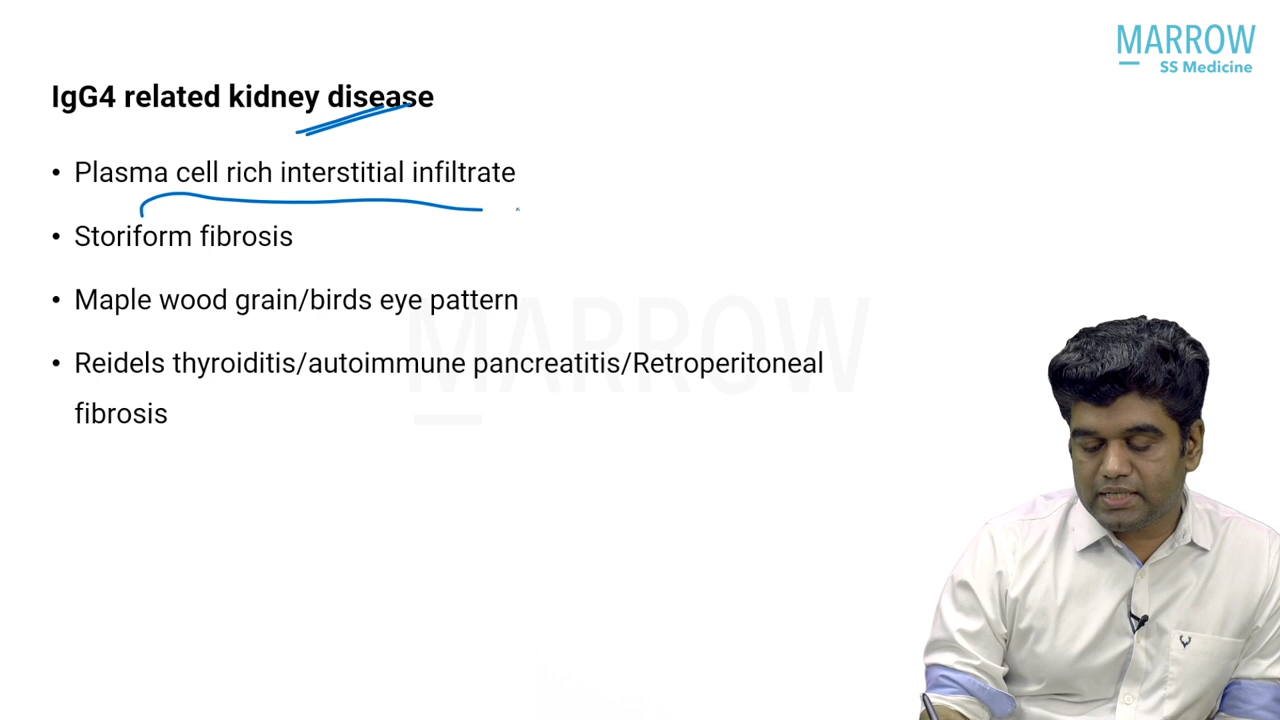 MARROW
SS Medicine
IgG4 related kidney disease
• Plasma cell rich interstitial infiltrate
• Storiform fibrosis
• Maple wood grain/birds eye pattern
• Reidels thyroiditis/autoimmune pancreatitis/Retroperitoneal
fibrosis
MARROW